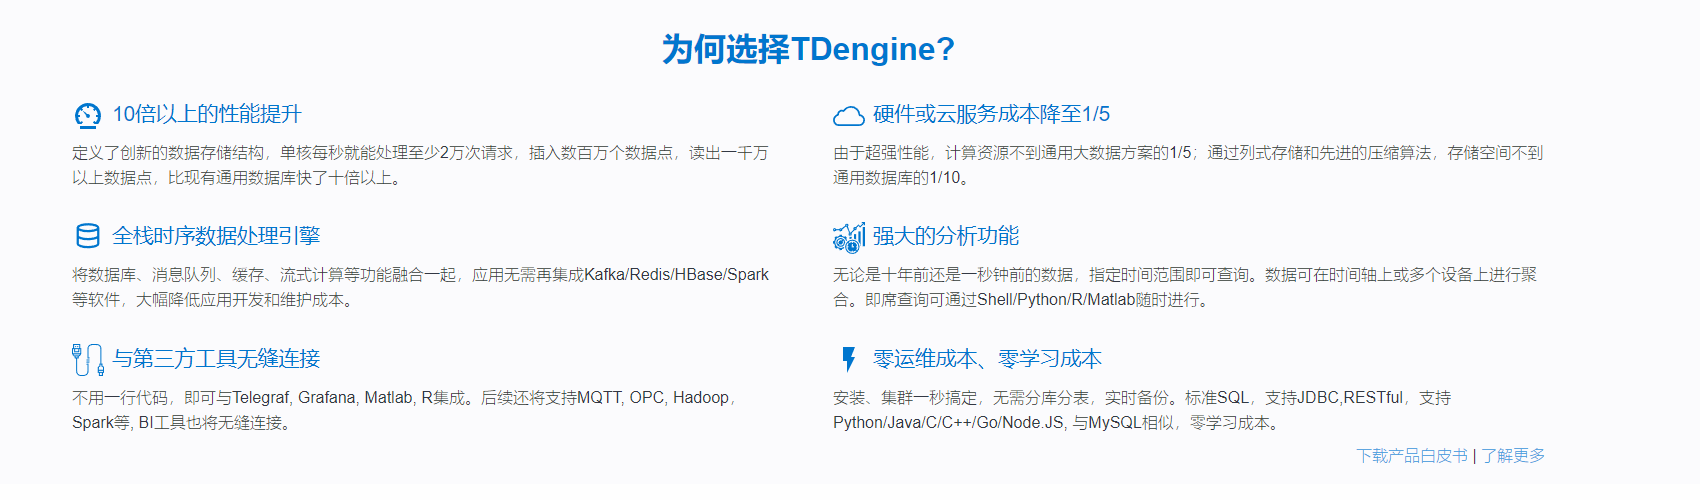 为何选择TDengine?
10倍以上的性能提升
定义了创新的数据存储结构，单核每秒就能处理至少2万次请求，插入数百万个数据点，读出一千万
以上数据点，比现有通用数据库快了十倍以上。
硬件或云服务成本降至1/5
由于超强性能，计算资源不到通用大数据方案的1/5；通过列式存储和先进的压缩算法，存储空间不到
通用数据库的1/10。
全栈时序数据处理引擎
将数据库、消息队列、缓存、流式计算等功能融合一起，应用无需再集成Kafka/Redis/HBase/Spark
等软件，大幅降低应用开发和维护成本。
强大的分析功能
无论是十年前还是一秒钟前的数据，指定时间范围即可查询。数据可在时间轴上或多个设备上进行聚
合。即席查询可通过Shell/Python/R/Matlab随时进行。
与第三方工具无缝连接
不用一行代码，即可与Telegraf, Grafana, Matlab, R集成。后续还将支持MQTT, OPC, Hadoop，
Spark等, BI工具也将无缝连接。
零运维成本、零学习成本
安装、集群一秒搞定，无需分库分表，实时备份。标准SQL，支持JDBC,RESTful，支持
Python/Java/C/C++/Go/Node.JS, 与MySQL相似，零学习成本。
下载产品白皮书 | 了解更多